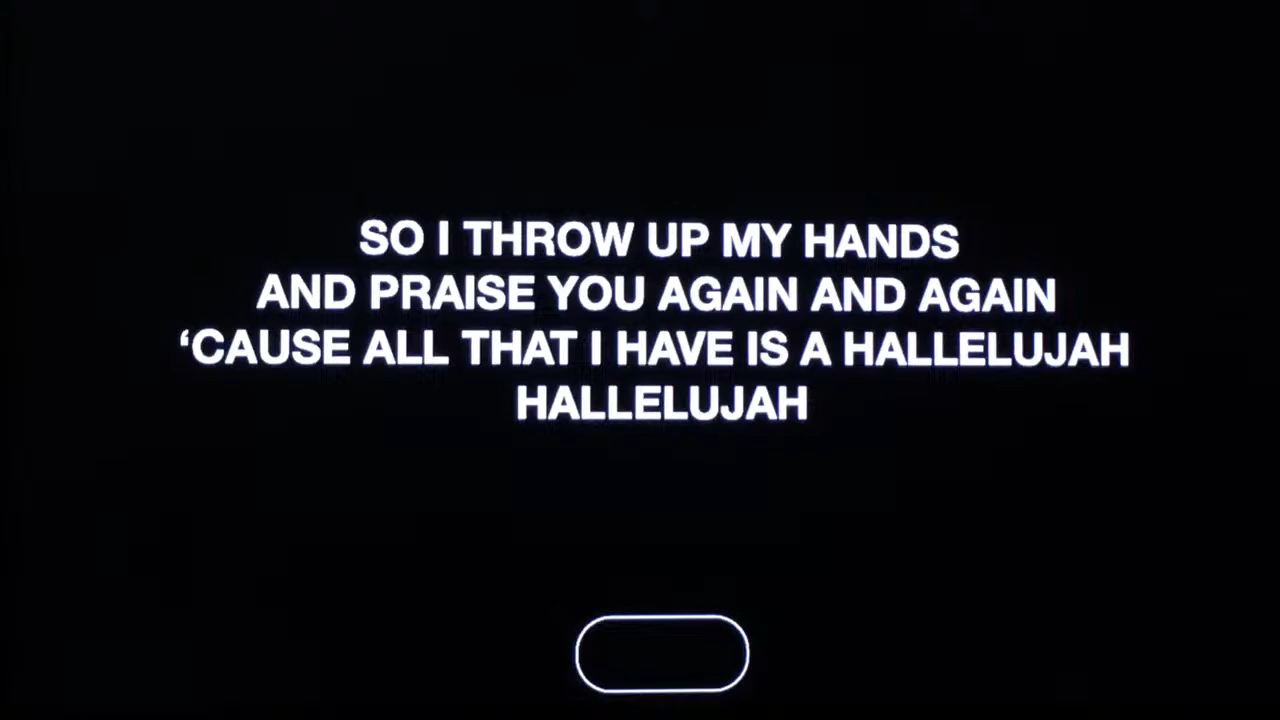 SO I THROW UP MY HANDS
AND PRAISE YOU AGAIN AND AGAIN
‘CAUSE ALL THAT I HAVE IS A HALLELUJAH
HALLELUJAH